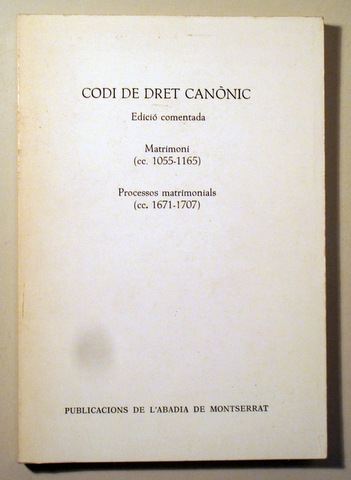 CODI DE DRET CANÒNIC
Edició comentada
Matrimoni
(cc. 1055-1165)
Processos matrimonials
(cc. 1671-1707)
PUBLICACIONS DE L'ABADIA DE MONTSERRAT